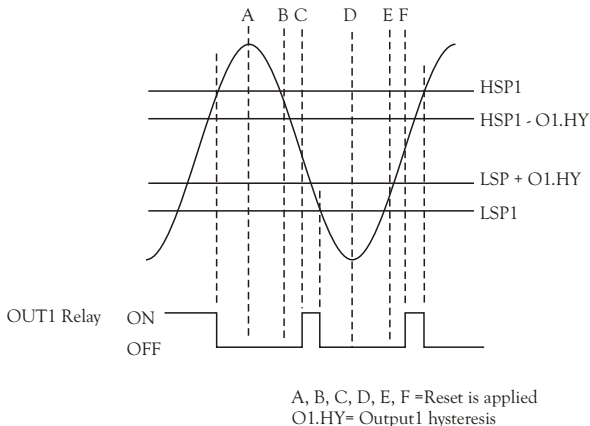 A B C D E F
HSP1
HSP1 - O1.HY
LSP + O1.HY
LSP1
OUT1 Relay ON
OFF
A, B, C, D, E, F =Reset is applied
O1.HY= Output1 hysteresis